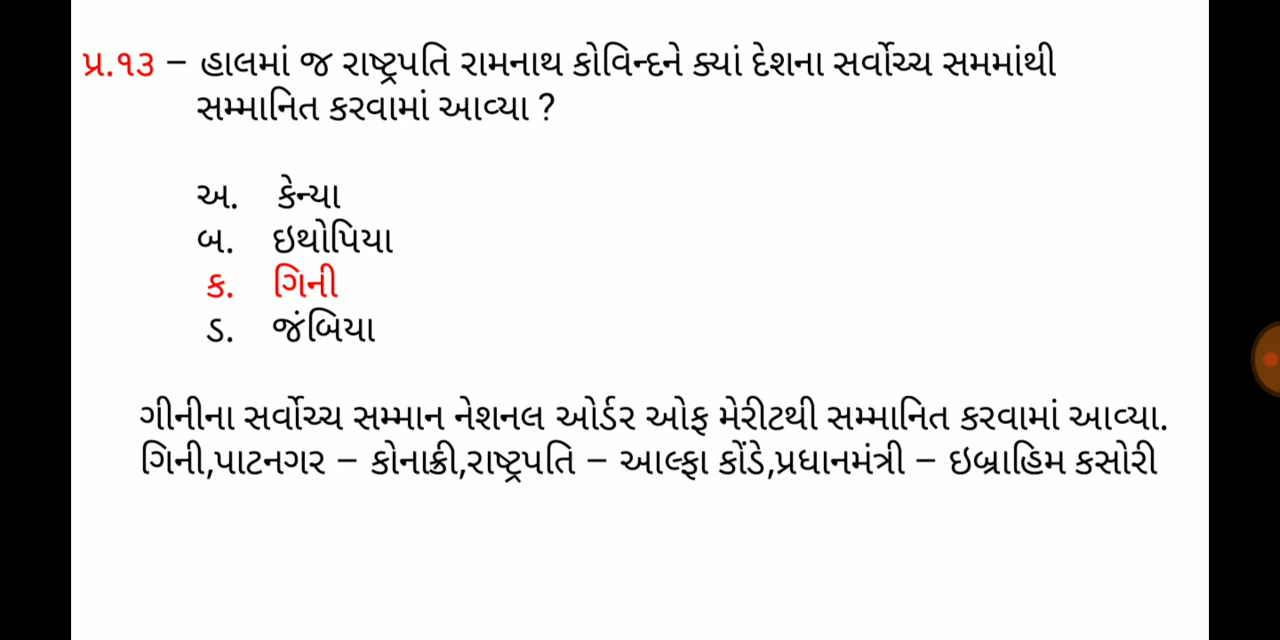 પ્ર.૧૩ – હાલમાં જ રાષ્ટ્રપતિ રામનાથ કોવિન્દને ક્યાં દેશના સર્વોચ્ચ સમમાંથી
સમ્માનિત કરવામાં આવ્યા ?
અ. કેન્યા
બ. ઇથોપિયા
ક. ગિની
ડ. જંબિયા
ગીનીના સર્વોચ્ચ સમ્માન નેશનલ ઓર્ડર ઓફ મેરીટથી સમ્માનિત કરવામાં આવ્યા.
ગિની,પાટનગર – કોનાક્રી,રાષ્ટ્રપતિ – આલ્ફા કોંડે,પ્રધાનમંત્રી – ઇબ્રાહિમ કસોરી